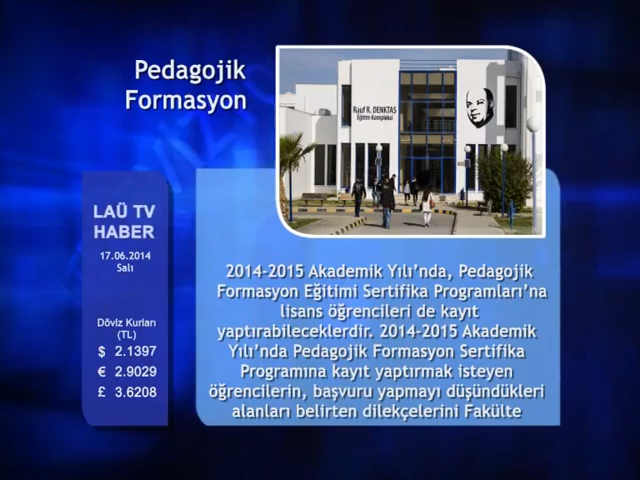 Pedagojik
Formasyon
Rauf R. DENKTAŞ
Eğitim Kompleksi
LAÜ TV
HABER
17.06.2014
Salı
Döviz Kurları
(TL)
$ 2.1397
€ 2.9029
£ 3.6208
2014-2015 Akademik Yılı’nda, Pedagojik
Formasyon Eğitimi Sertifika Programları’na
lisans öğrencileri de kayıt
yaptırabileceklerdir. 2014-2015 Akademik
Yılı’nda Pedagojik Formasyon Sertifika
Programına kayıt yaptırmak isteyen
öğrencilerin, başvuru yapmayı düşündükleri
alanları belirten dilekçelerini Fakülte